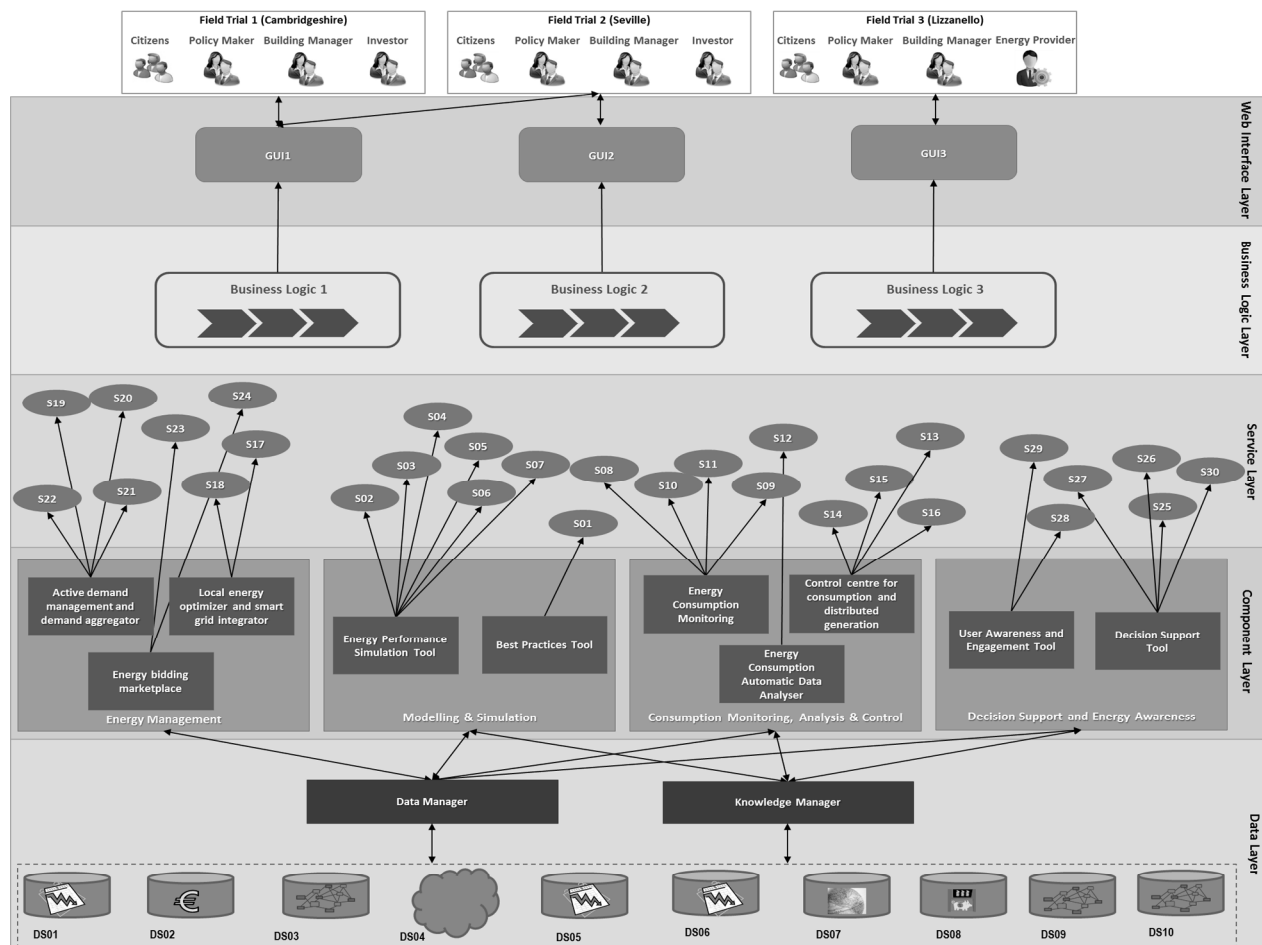 Field Trial 1 (Cambridgeshire)
Citizens
Policy Maker
Building Manager
Investor
Field Trial 2 (Seville)
Citizens
Policy Maker
Building Manager
Investor
Field Trial 3 (Lizzanello)
Citizens
Policy Maker
Building Manager
Energy Provider
GUI1
GUI2
GUI3
Web Interface Layer
Business Logic 1
Business Logic 2
Business Logic 3
Business Logic Layer
S19
S20
S24
S23
S17
S22
S21
S18
S04
S03
S05
S07
S02
S06
S01
S08
S11
S12
S10
S09
S13
S15
S14
S16
S29
S26
S30
S27
S28
S25
Service Layer
Active demand
management and
demand aggregator
Local energy
optimizer and smart
grid integrator
Energy bidding
marketplace
Energy Management
Energy Performance
Simulation Tool
Best Practices Tool
Modelling & Simulation
Energy
Consumption
Monitoring
Control centre for
consumption and
distributed
generation
Energy
Consumption
Automatic Data
Analyser
Consumption Monitoring, Analysis & Control
User Awareness and
Engagement Tool
Decision Support
Tool
Decision Support and Energy Awareness
Component Layer
Data Manager
Knowledge Manager
Data Layer
€
DS01
DS02
DS03
DS04
DS05
DS06
DS07
DS08
DS09
DS10